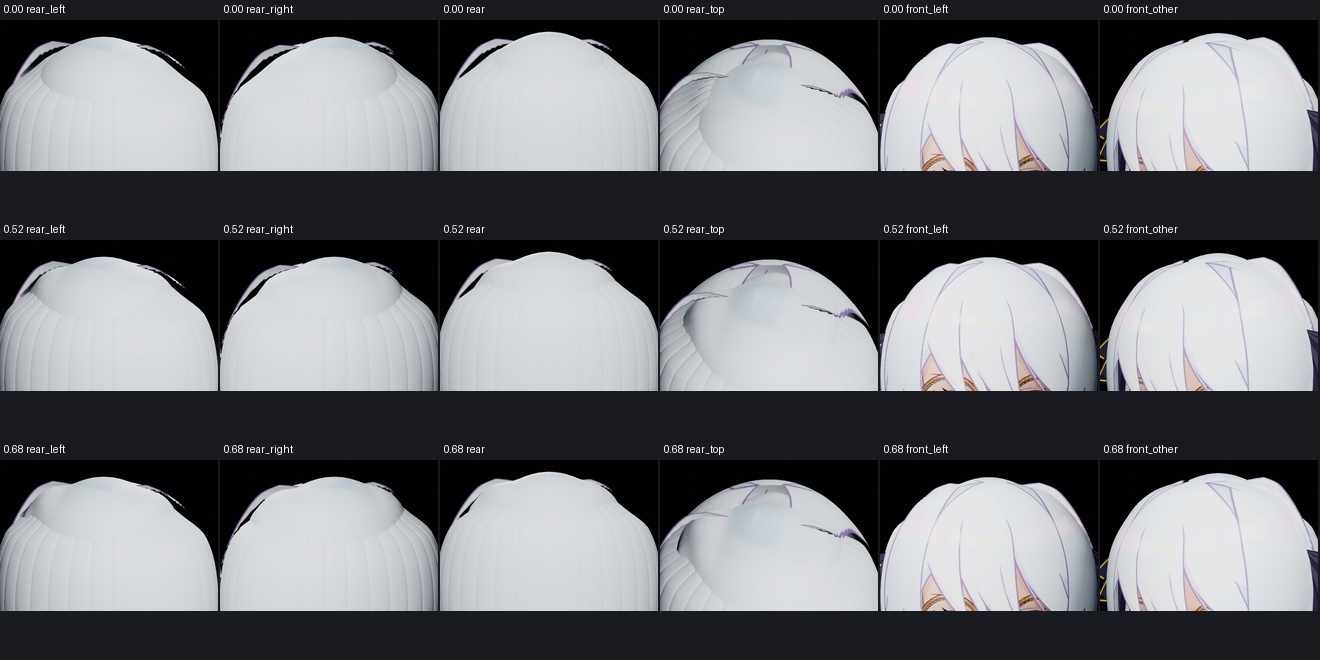 0.00 rear_left
0.00 rear_right
0.00 rear
0.00 rear_top
0.00 front_left
0.00 front_other
0.52 rear_left
0.52 rear_right
0.52 rear
0.52 rear_top
0.52 front_left
0.52 front_other
0.68 rear_left
0.68 rear_right
0.68 rear
0.68 rear_top
0.68 front_left
0.68 front_other